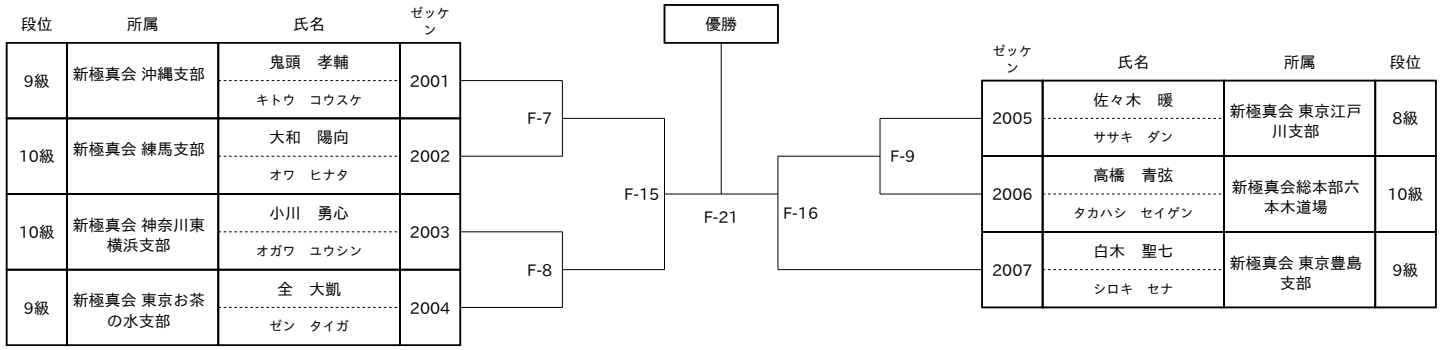 優勝
段位 所属 氏名 ゼッケ
ン
9級 新極真会 沖縄支部 鬼頭 孝輔 2001
キトウ コウスケ
10級 新極真会 練馬支部 大和 陽向 2002
オワ ヒナタ
10級 新極真会 神奈川東
横浜支部 小川 勇心 2003
オガワ ユウシン
9級 新極真会 東京お茶
の水支部 全 大凱 2004
ゼン タイガ
F-7
F-8
F-15
F-21
F-16
F-9
ゼッケ
ン 氏名 所属 段位
2005 佐々木 暖 新極真会 東京江戸
川支部 8級
ササキ ダン
2006 高橋 青弦 新極真会総本部六
本木道場 10級
タカハシ セイゲン
2007 白木 聖七 新極真会 東京豊島
支部 9級
シロキ セナ